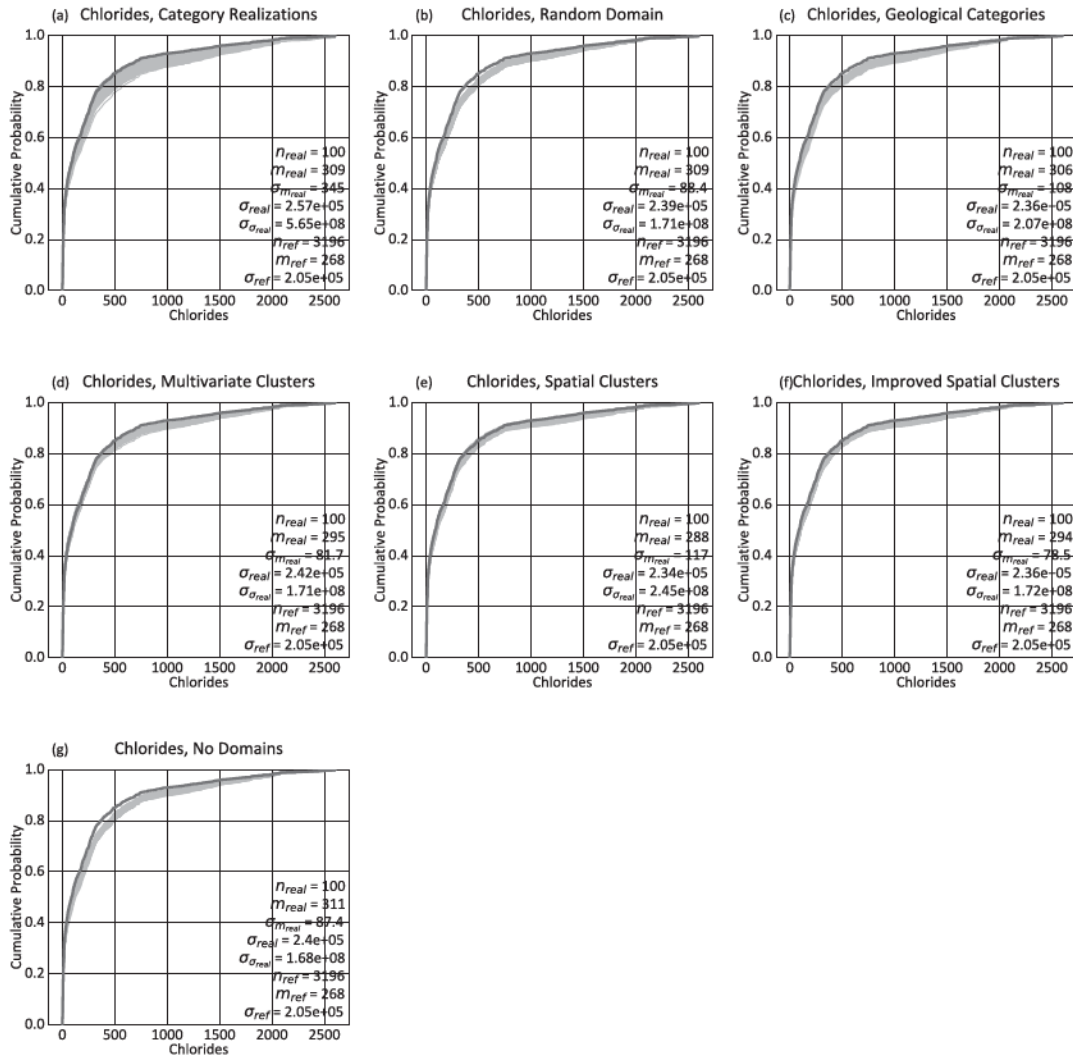 (a) Chlorides, Category Realizations
1.0
0.8
0.6
0.4
0.2
0.0
Cumulative Probability
n_real = 100
m_real = 309
σ_m_real = 345
σ_real = 2.57e+05
σ_σ_real = 5.65e+08
n_ref = 3196
m_ref = 268
σ_ref = 2.05e+05
0 500 1000 1500 2000 2500
Chlorides
(b) Chlorides, Random Domain
1.0
0.8
0.6
0.4
0.2
0.0
Cumulative Probability
n_real = 100
m_real = 309
σ_m_real = 88.4
σ_real = 2.39e+05
σ_σ_real = 1.71e+08
n_ref = 3196
m_ref = 268
σ_ref = 2.05e+05
0 500 1000 1500 2000 2500
Chlorides
(c) Chlorides, Geological Categories
1.0
0.8
0.6
0.4
0.2
0.0
Cumulative Probability
n_real = 100
m_real = 306
σ_m_real = 108
σ_real = 2.36e+05
σ_σ_real = 2.07e+08
n_ref = 3196
m_ref = 268
σ_ref = 2.05e+05
0 500 1000 1500 2000 2500
Chlorides
(d) Chlorides, Multivariate Clusters
1.0
0.8
0.6
0.4
0.2
0.0
Cumulative Probability
n_real = 100
m_real = 295
σ_m_real = 81.7
σ_real = 2.42e+05
σ_σ_real = 1.71e+08
n_ref = 3196
m_ref = 268
σ_ref = 2.05e+05
0 500 1000 1500 2000 2500
Chlorides
(e) Chlorides, Spatial Clusters
1.0
0.8
0.6
0.4
0.2
0.0
Cumulative Probability
n_real = 100
m_real = 288
σ_m_real = 117
σ_real = 2.34e+05
σ_σ_real = 2.45e+08
n_ref = 3196
m_ref = 268
σ_ref = 2.05e+05
0 500 1000 1500 2000 2500
Chlorides
(f) Chlorides, Improved Spatial Clusters
1.0
0.8
0.6
0.4
0.2
0.0
Cumulative Probability
n_real = 100
m_real = 294
σ_m_real = 78.5
σ_real = 2.36e+05
σ_σ_real = 1.72e+08
n_ref = 3196
m_ref = 268
σ_ref = 2.05e+05
0 500 1000 1500 2000 2500
Chlorides
(g) Chlorides, No Domains
1.0
0.8
0.6
0.4
0.2
0.0
Cumulative Probability
n_real = 100
m_real = 311
σ_m_real = 87.4
σ_real = 2.4e+05
σ_σ_real = 1.68e+08
n_ref = 3196
m_ref = 268
σ_ref = 2.05e+05
0 500 1000 1500 2000 2500
Chlorides